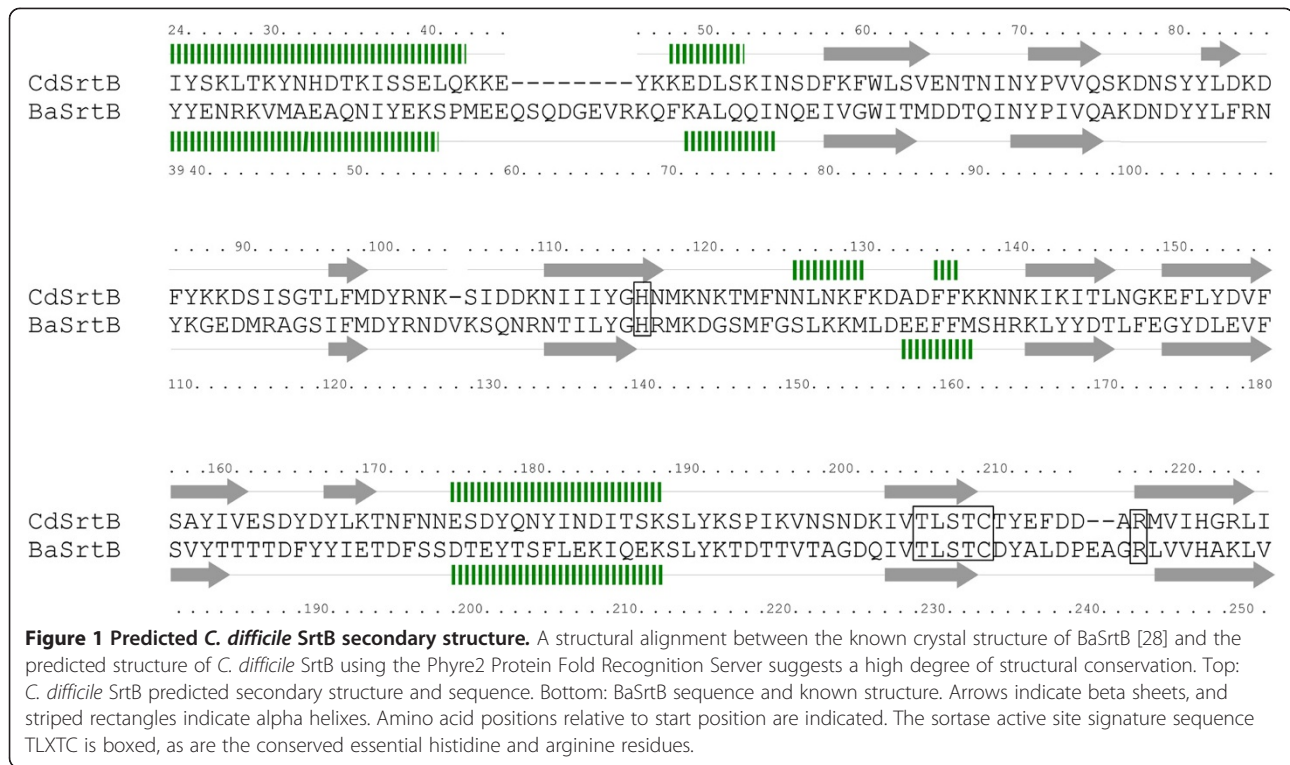 24. . . . . . 30. . . . . . . . . 40. . . . . . . . . 50. . . . . . . . . 60. . . . . . . . . 70. . . . . . . . . 80. . . . .
CdSrtB IYSKLTKYNHDTKISSELQKKE--------YKKEDLSKINSDFKFWLSVENTNINYPVVQSKDNSYYLDKD
BaSrtB YYENRKVMAEAQNIYEKSPMEEQSQDGEVRKQFKALQQINQEIVGWITMDDTQINYPIVQAKDNDYYLFRN
39 40. . . . . . . . . 50. . . . . . . . . 60. . . . . . . . . 70. . . . . . . . . 80. . . . . . . . . 90. . . . . . . . . 100. . . . . . . . .
. . . . 90. . . . . . . . .100. . . . . . . . .110. . . . . . . . .120. . . . . . . . .130. . . . . . . . .140. . . . . . . . .150. . . . . .
CdSrtB FYKKDSISGTLFMDYRNK-SIDDKNIIIYGHNMKNKTMFNNLNKFKDADFFKKNNKIKITLNGKEFLYDVF
BaSrtB YKGEDMRAGSIFMDYRNDVKSQNRNTILYGHRMKDGSMFGSLKKMLDEEFFMSHRKLYYDTLFEGYDLEVF
110. . . . . . . . .120. . . . . . . . .130. . . . . . . . .140. . . . . . . . .150. . . . . . . . .160. . . . . . . . .170. . . . . . . . .180
. . .160. . . . . . . . .170. . . . . . . . .180. . . . . . . . .190. . . . . . . . .200. . . . . . . . .210. . . . . . . . .220. . . . .
CdSrtB SAYIVESDYDYLKTNFNNESDYQNYINDITSKSLYKSPIKVNSNDKIVTLSTCTYEFDD--ARMVIHGRLI
BaSrtB SVYTTTTDFYYIETDFSSDTEYTSFLEKIQEKSLYKTDTTVTAGDQIVTLSTCDYALDPEAGRLVVHAKLV
. . . . . . . . .190. . . . . . . . .200. . . . . . . . .210. . . . . . . . .220. . . . . . . . .230. . . . . . . . .240. . . . . . . . .250 . .
Figure 1 Predicted C. difficile SrtB secondary structure. A structural alignment between the known crystal structure of BaSrtB [28] and the
predicted structure of C. difficile SrtB using the Phyre2 Protein Fold Recognition Server suggests a high degree of structural conservation. Top:
C. difficile SrtB predicted secondary structure and sequence. Bottom: BaSrtB sequence and known structure. Arrows indicate beta sheets, and
striped rectangles indicate alpha helixes. Amino acid positions relative to start position are indicated. The sortase active site signature sequence
TLXTC is boxed, as are the conserved essential histidine and arginine residues.